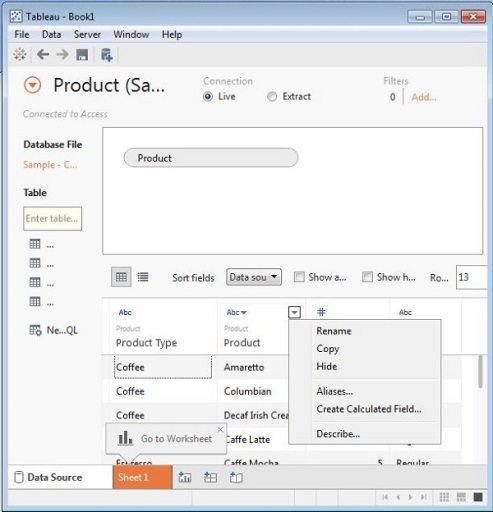 Tableau - Book1
File Data Server Window Help
Product (Sa...
Connection
Live Extract
Filters
0 Add...
Connected to Access
Database File
Sample - C...
Table
Enter table...
...
...
...
...
Ne...QL
Product
Sort fields Data sou Show a... Show h... Ro... 13
Abc Abc # Abc
Product Product
Product Type Product
Coffee Amaretto
Coffee Columbian
Coffee Decaf Irish Crea
Caffe Latte
Espresso Caffe Mocha 5 Regular
Rename
Copy
Hide
Aliases...
Create Calculated Field...
Describe...
Go to Worksheet
Data Source Sheet 1